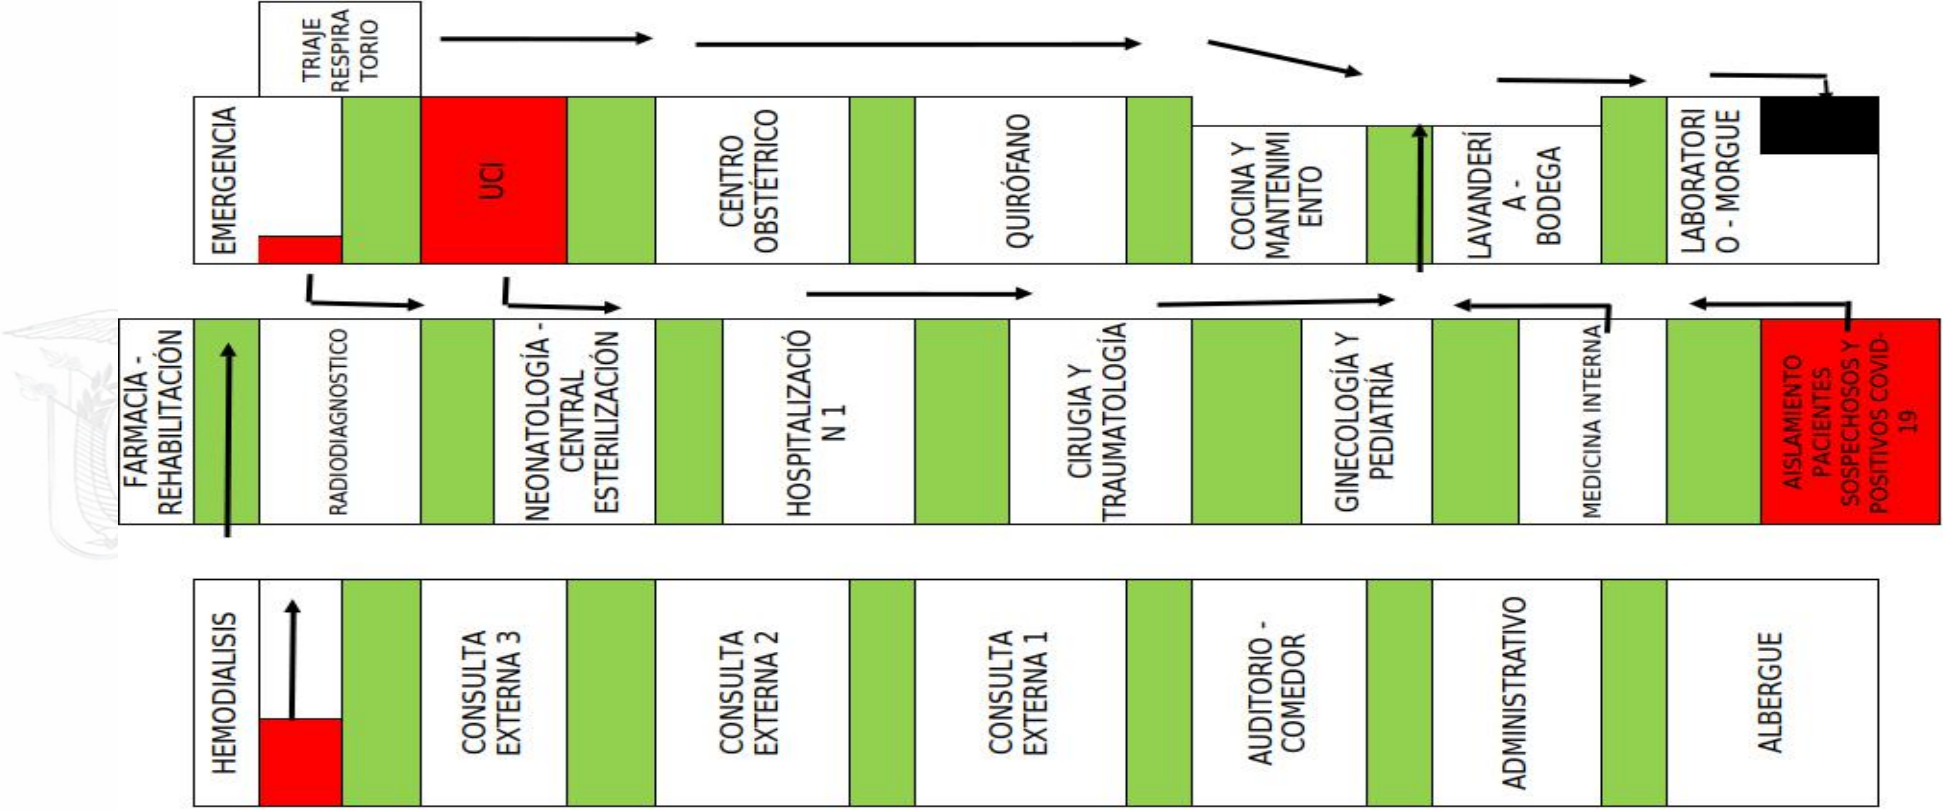 TRIAJE
RESPIRA
TORIO
EMERGENCIA
UCI
CENTRO
OBSTÉTRICO
QUIRÓFANO
COCINA Y
MANTENIMI
ENTO
LAVANDERÍ
A -
BODEGA
LABORATORI
O - MORGUE
FARMACIA -
REHABILITACIÓN
RADIODIAGNOSTICO
NEONATOLOGÍA -
CENTRAL
ESTERILIZACIÓN
HOSPITALIZACIÓ
N 1
CIRUGIA Y
TRAUMATOLOGÍA
GINECOLOGÍA Y
PEDIATRÍA
MEDICINA INTERNA
AISLAMIENTO
PACIENTES
SOSPECHOSOS Y
POSITIVOS COVID-
19
HEMODIALISIS
CONSULTA
EXTERNA 3
CONSULTA
EXTERNA 2
CONSULTA
EXTERNA 1
AUDITORIO -
COMEDOR
ADMINISTRATIVO
ALBERGUE